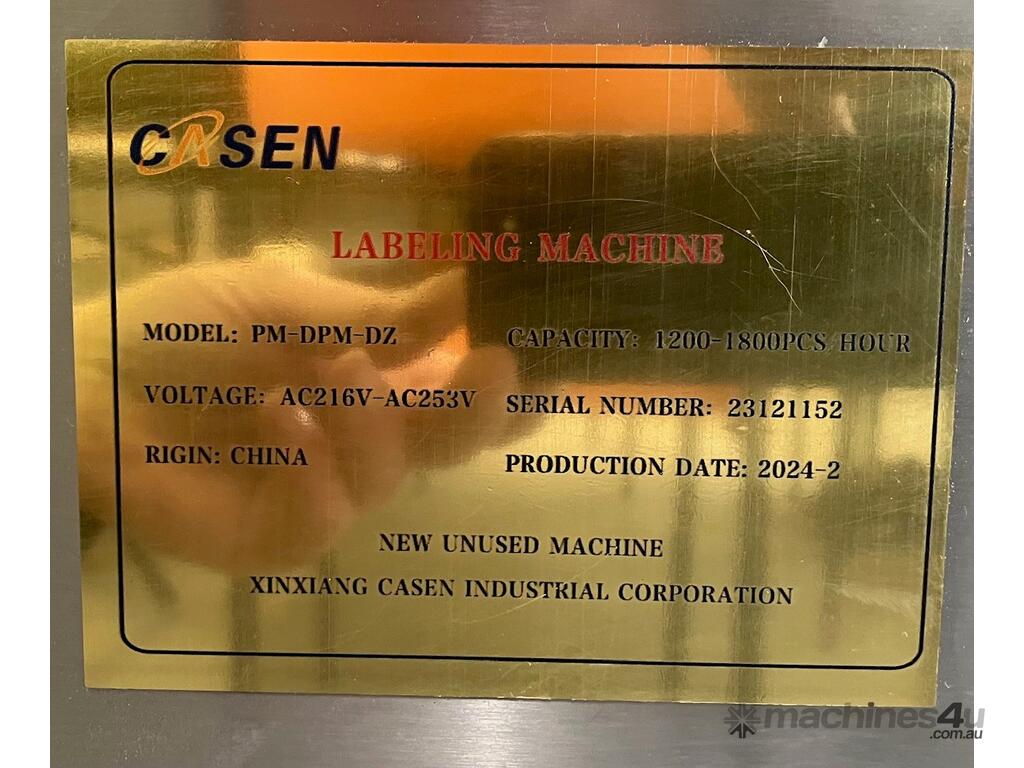 CASEN
LABELING MACHINE
MODEL: PM-DPM-DZ
CAPACITY: 1200-1800PCS/HOUR
VOLTAGE: AC216V-AC253V
SERIAL NUMBER: 23121152
RIGIN: CHINA
PRODUCTION DATE: 2024-2
NEW UNUSED MACHINE
XINXIANG CASEN INDUSTRIAL CORPORATION
machines4u
.com.au